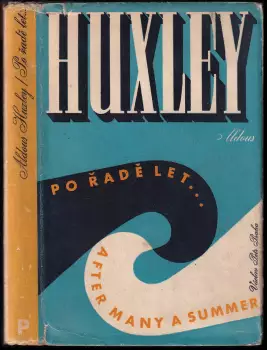 Aldous Huxley / Po řadě let...
P
HUXLEY
Aldous
PO ŘADĚ LET...
AFTER MANY A SUMMER
Václav Petr Praha